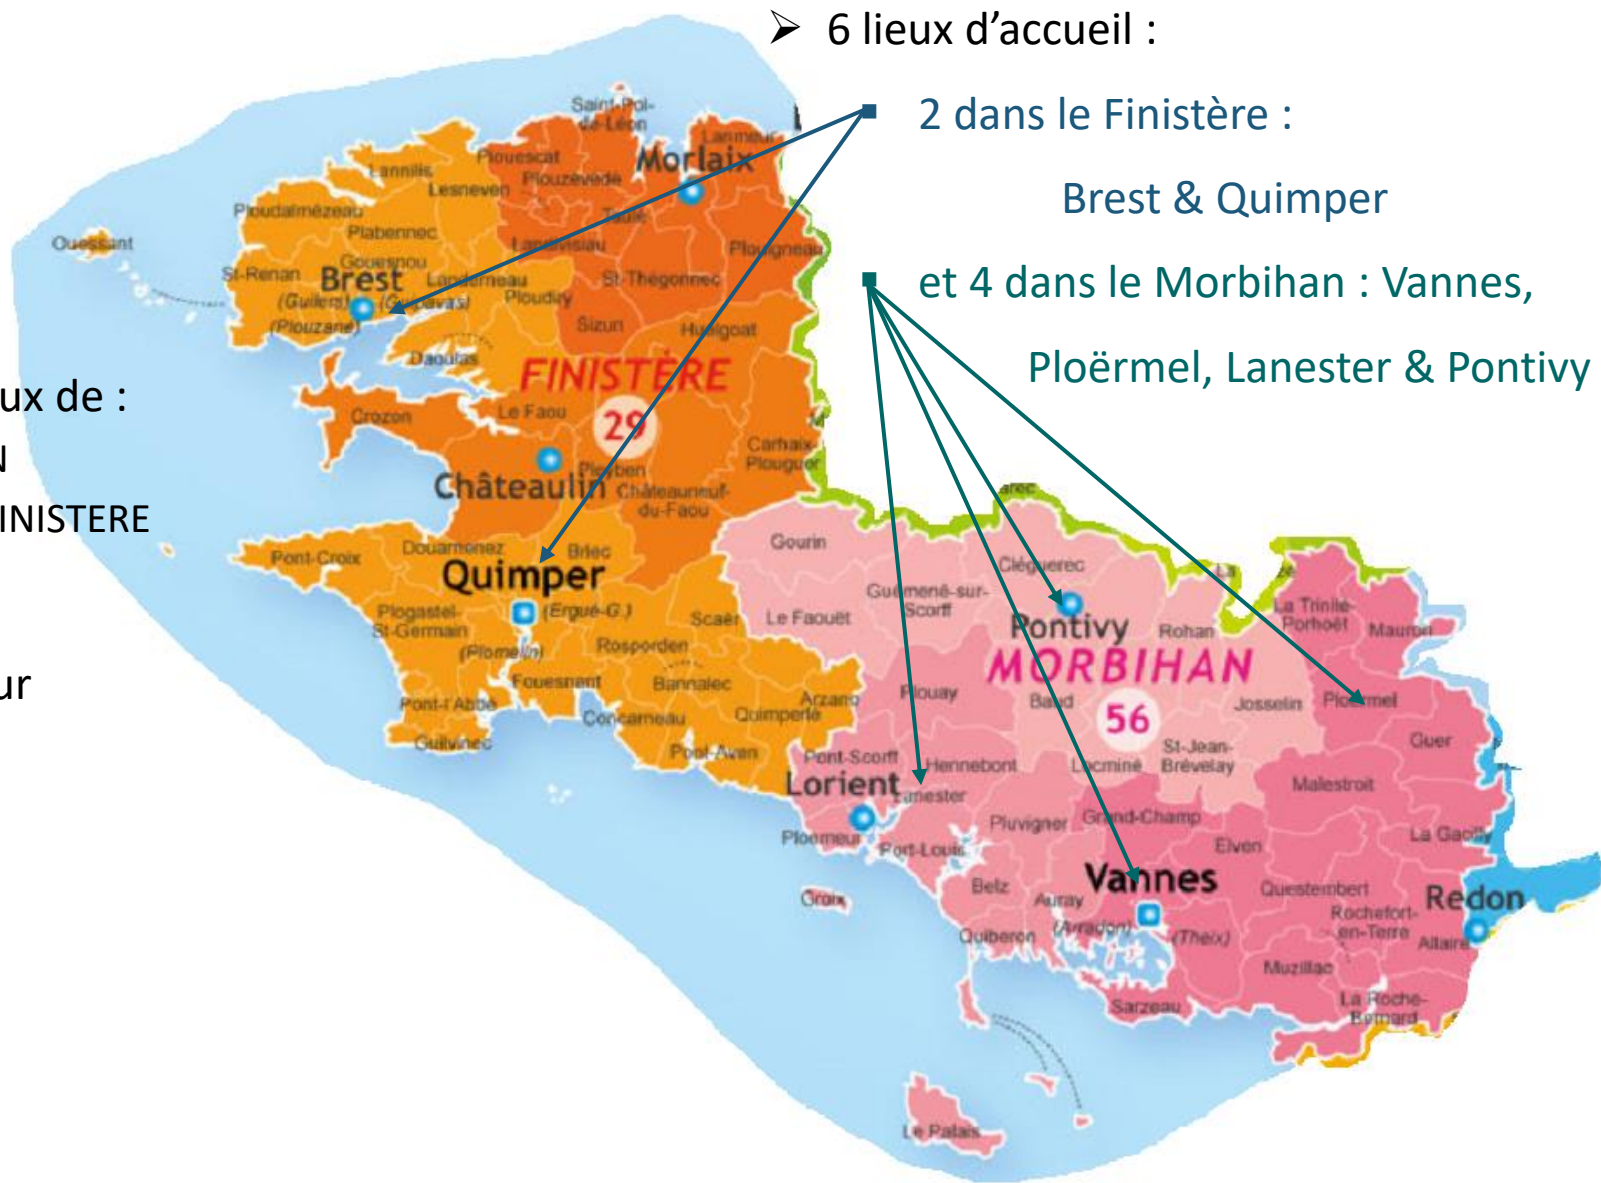 ➢ 6 lieux d’accueil :
▪ 2 dans le Finistère :
Brest & Quimper
▪ et 4 dans le Morbihan : Vannes,
Ploërmel, Lanester & Pontivy
ux de :
N
INISTERE
ur
Saint-Pol-
de-Léon
Lanmeur
Plouescat
Morlaix
Lannilis
Plouzévédé
Lesneven
Ploudalmézeau
Taulé
Plabennec
Ouessant
Landivisiau
Plouigneau
Gouesnou
St-Renan
Brest
Landerneau
St-Thégonnec
(Guilers)
(Guipavas)
Ploudiry
(Plouzané)
Sizun
Huelgoat
Daoulas
FINISTÈRE
29
Crozon
Le Faou
Carhaix-
Plouguer
Châteaulin
Pleyben
Châteauneuf-
du-Faou
Pont-Croix
Douarnenez
Briec
Quimper
(Ergué-G.)
Plogastel-
St-Germain
Scaër
(Plomelin)
Rosporden
Fouesnant
Bannalec
Pont-l'Abbé
Concarneau
Quimperlé
Arzano
Guilvinec
Pont-Aven
Gourin
Cléguerec
Guémené-sur-
Scorff
Le Faouët
Pontivy
Rohan
La Trinité-
Porhoët
Mauron
MORBIHAN
56
Plouay
Baud
Josselin
Ploërmel
Guer
Pont-Scorff
Hennebont
Locminé
St-Jean-
Brévelay
Lorient
Lanester
Malestroit
Ploemeur
Port-Louis
Pluvigner
Grand-Champ
Elven
La Gacilly
Groix
Belz
Auray
Vannes
Questembert
Redon
Quiberon
(Arradon)
(Theix)
Rochefort-
en-Terre
Allaire
Muzillac
Sarzeau
La Roche-
Bernard
Le Palais